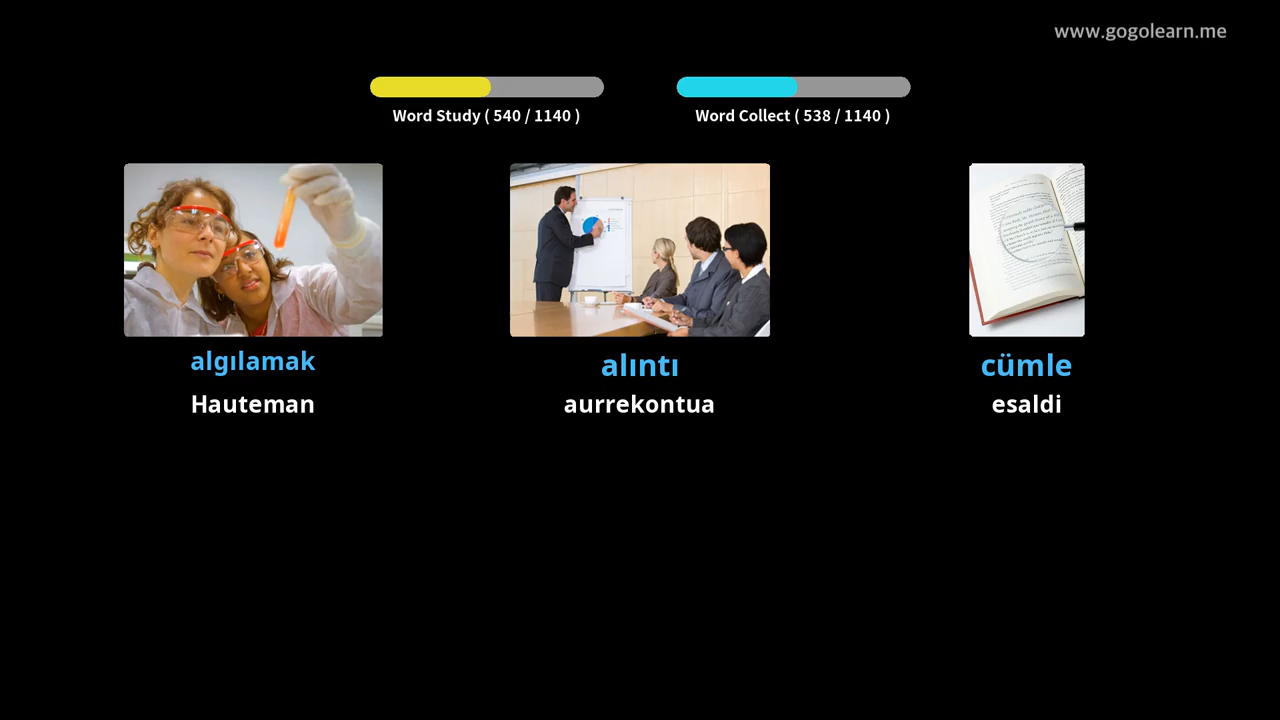 www.gogolearn.me
Word Study ( 540 / 1140 )
Word Collect ( 538 / 1140 )
algılamak
alıntı
cümle
Hauteman
aurrekontua
esaldi